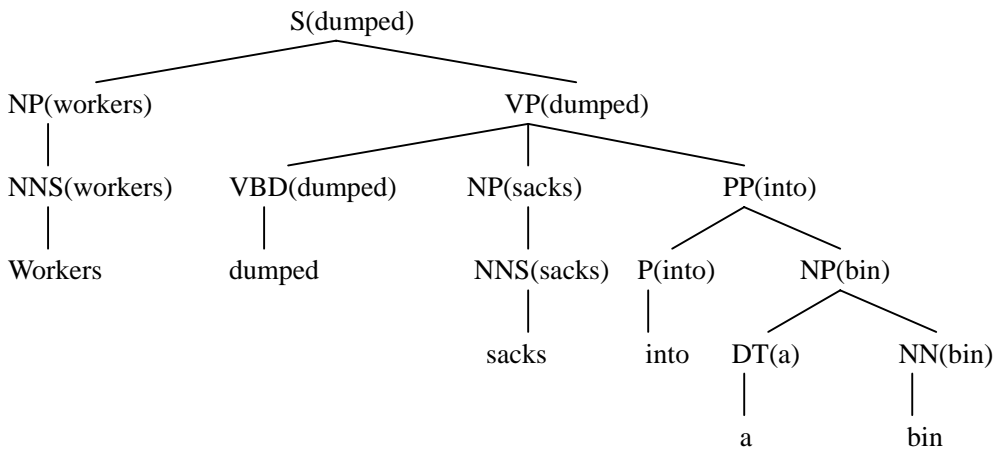 S(dumped)
NP(workers) VP(dumped)
NNS(workers) VBD(dumped) NP(sacks) PP(into)
Workers dumped NNS(sacks) P(into) NP(bin)
sacks into DT(a) NN(bin)
a bin